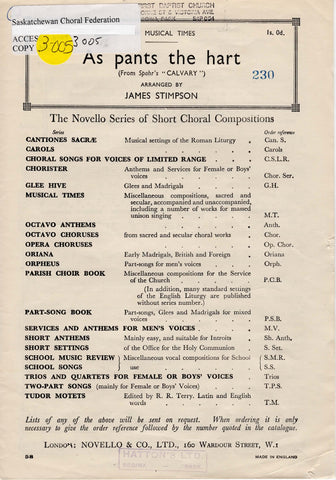 FIRST BAPTIST CHURCH
Saskatchewan Choral Federation
VICTORIA AVE.
ACCES
COPY 3005 3005
MUSICAL TIMES
1s. 0d.
As pants the hart
(From Spohr's "CALVARY")
230
ARRANGED BY
JAMES STIMPSON
The Novello Series of Short Choral Compositions
Series
Order reference
CANTIONES SACRÆ Musical settings of the Roman Liturgy . Can. S.
CAROLS . . . . . . Carols
CHORAL SONGS FOR VOICES OF LIMITED RANGE . . . C.S.L.R.
CHORISTER Anthems and Services for Female or Boys'
voices . . . . Chor. Ser.
GLEE HIVE Glees and Madrigals . . . G.H.
MUSICAL TIMES Miscellaneous compositions, sacred and
secular, accompanied and unaccompanied,
including a number of works for massed
unison singing . . . M.T.
OCTAVO ANTHEMS . . . . . Anth.
OCTAVO CHORUSES from sacred and secular choral works . Chor.
OPERA CHORUSES . . . . . Op. Chor.
ORIANA Early Madrigals, British and Foreign . Oriana
ORPHEUS Part-songs for men's voices . . Orph.
PARISH CHOIR BOOK Miscellaneous compositions for the Service
of the Church . . . . P.C.B.
(In addition, many standard settings
of the English Liturgy are published
without series number.)
PART-SONG BOOK Part-songs, Glees and Madrigals for mixed
voices . . . . P.S.B.
SERVICES AND ANTHEMS FOR MEN'S VOICES . . . M.V.
SHORT ANTHEMS Mainly easy, and suitable for Introits . Sh. Anth.
SHORT SETTINGS of the Office for the Holy Communion . S. Set.
SCHOOL MUSIC REVIEW } Miscellaneous vocal compositions for School { S.M.R.
SCHOOL SONGS } use . . . . { S.S.
TRIOS AND QUARTETS FOR FEMALE OR BOYS' VOICES . . Trios
TWO-PART SONGS (mainly for Female or Boys' Voices) . . T.P.S.
TUDOR MOTETS Edited by R. R. Terry. Latin and English
words . . . . T.M.
Lists of any of the above will be sent on request. When ordering it is only
necessary to give the order reference followed by the number quoted in the catalogue.
LONDON: NOVELLO & CO., LTD., 160 WARDOUR STREET, W.1
HATTON'S LTD.
REGINA SASK.
MADE IN ENGLAND